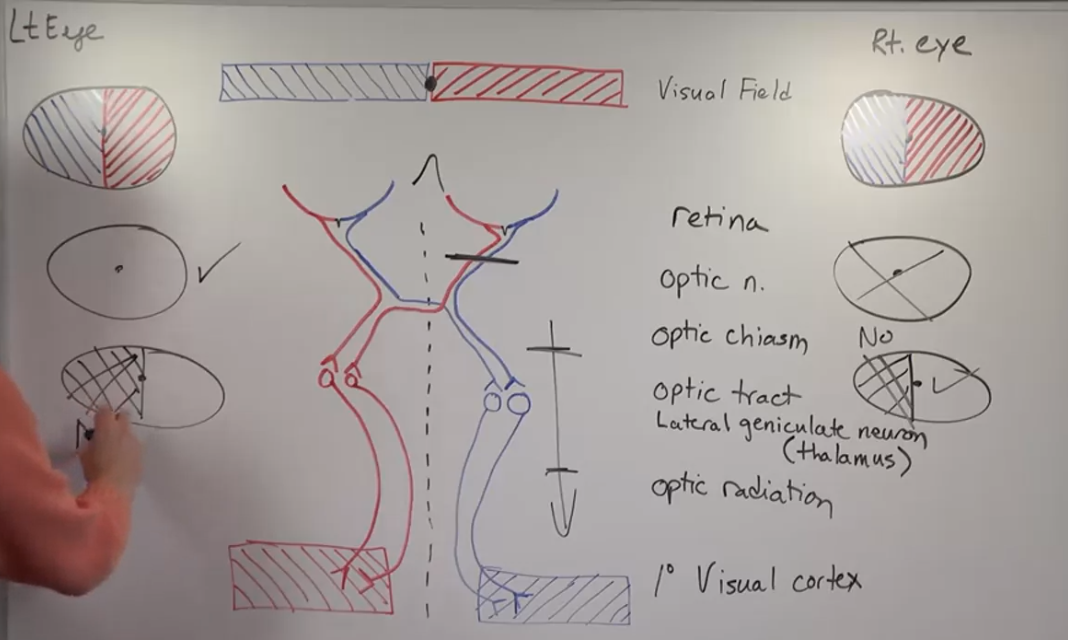 Lt Eye
Rt. eye
Visual Field
retina
optic n.
optic chiasm
No
optic tract
Lateral geniculate neuron
(thalamus)
optic radiation
1° Visual cortex